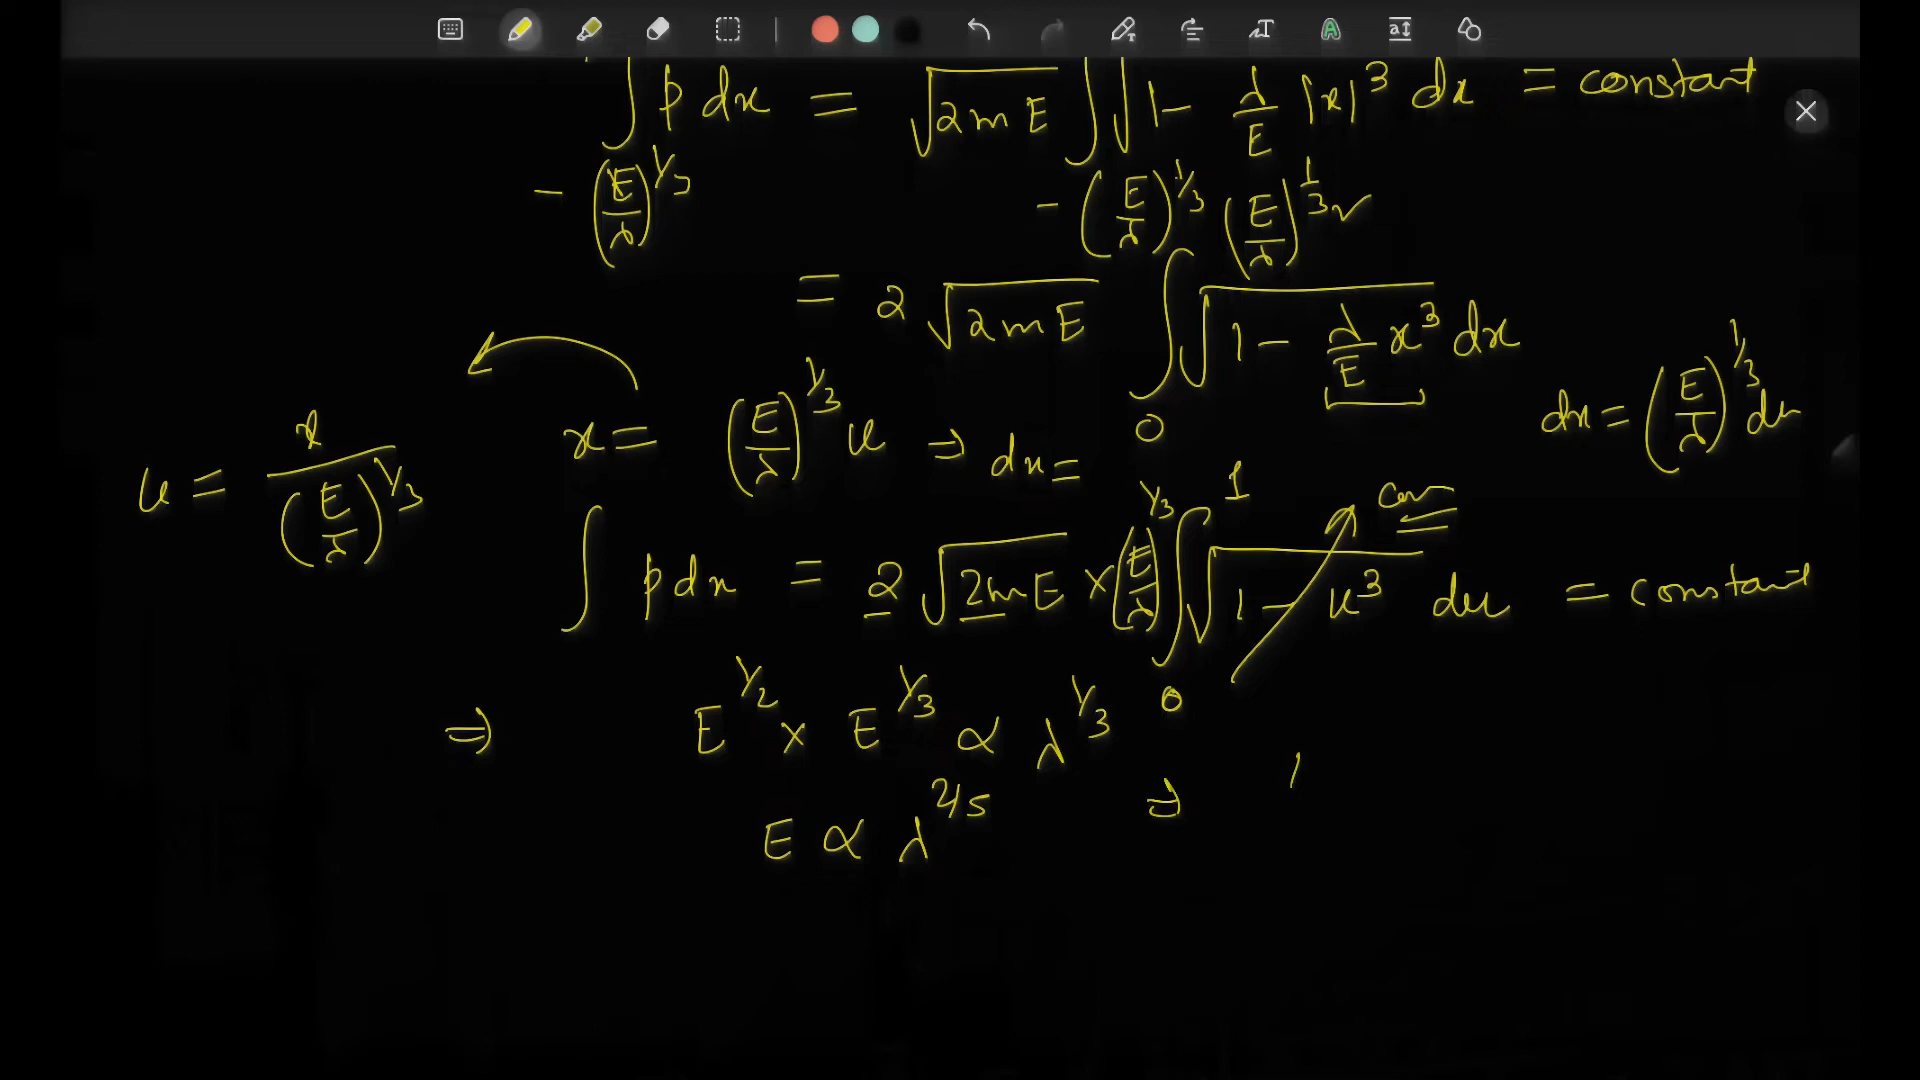 ∫ p dx = √2mE ∫ √1 - λ/E |x|³ dx = constant
- (E/λ)^1/3   - (E/λ)^1/3   (E/λ)^1/3
= 2 √2mE ∫ √1 - λ/E x³ dx
0
dx = (E/λ)^1/3 du
u = x/(E/λ)^1/3   x = (E/λ)^1/3 u ⇒ dx =
∫ p dx = 2 √2mE × (E/λ)^1/3 ∫₀¹ √1 - u³ du = constant
⇒ E^1/2 × E^1/3 ∝ λ^1/3
E ∝ λ^2/5 ⇒